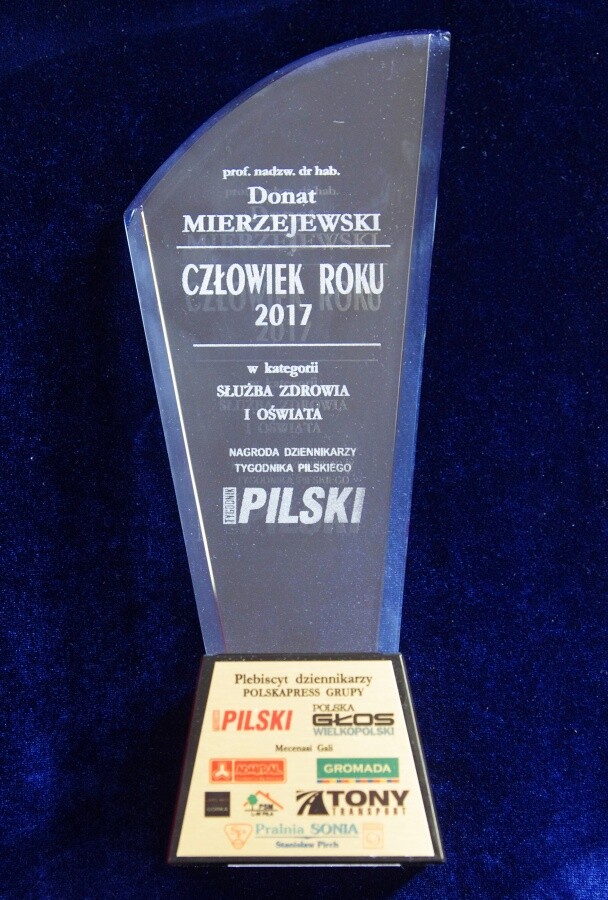 prof. nadzw. dr hab.
Donat
MIERZEJEWSKI
CZŁOWIEK ROKU
2017
w kategorii
SŁUŻBA ZDROWIA
I OŚWIATA
NAGRODA DZIENNIKARZY
TYGODNIKA PILSKIEGO
TYGODNIK PILSKI
Plebiscyt dziennikarzy
POLSKAPRESS GRUPY
PILSKI
POLSKA
GŁOS
WIELKOPOLSKI
Mecenasi Gali
GROMADA
TONY
TRANSPORT
Pralnia SONIA
Stanisław Pirch